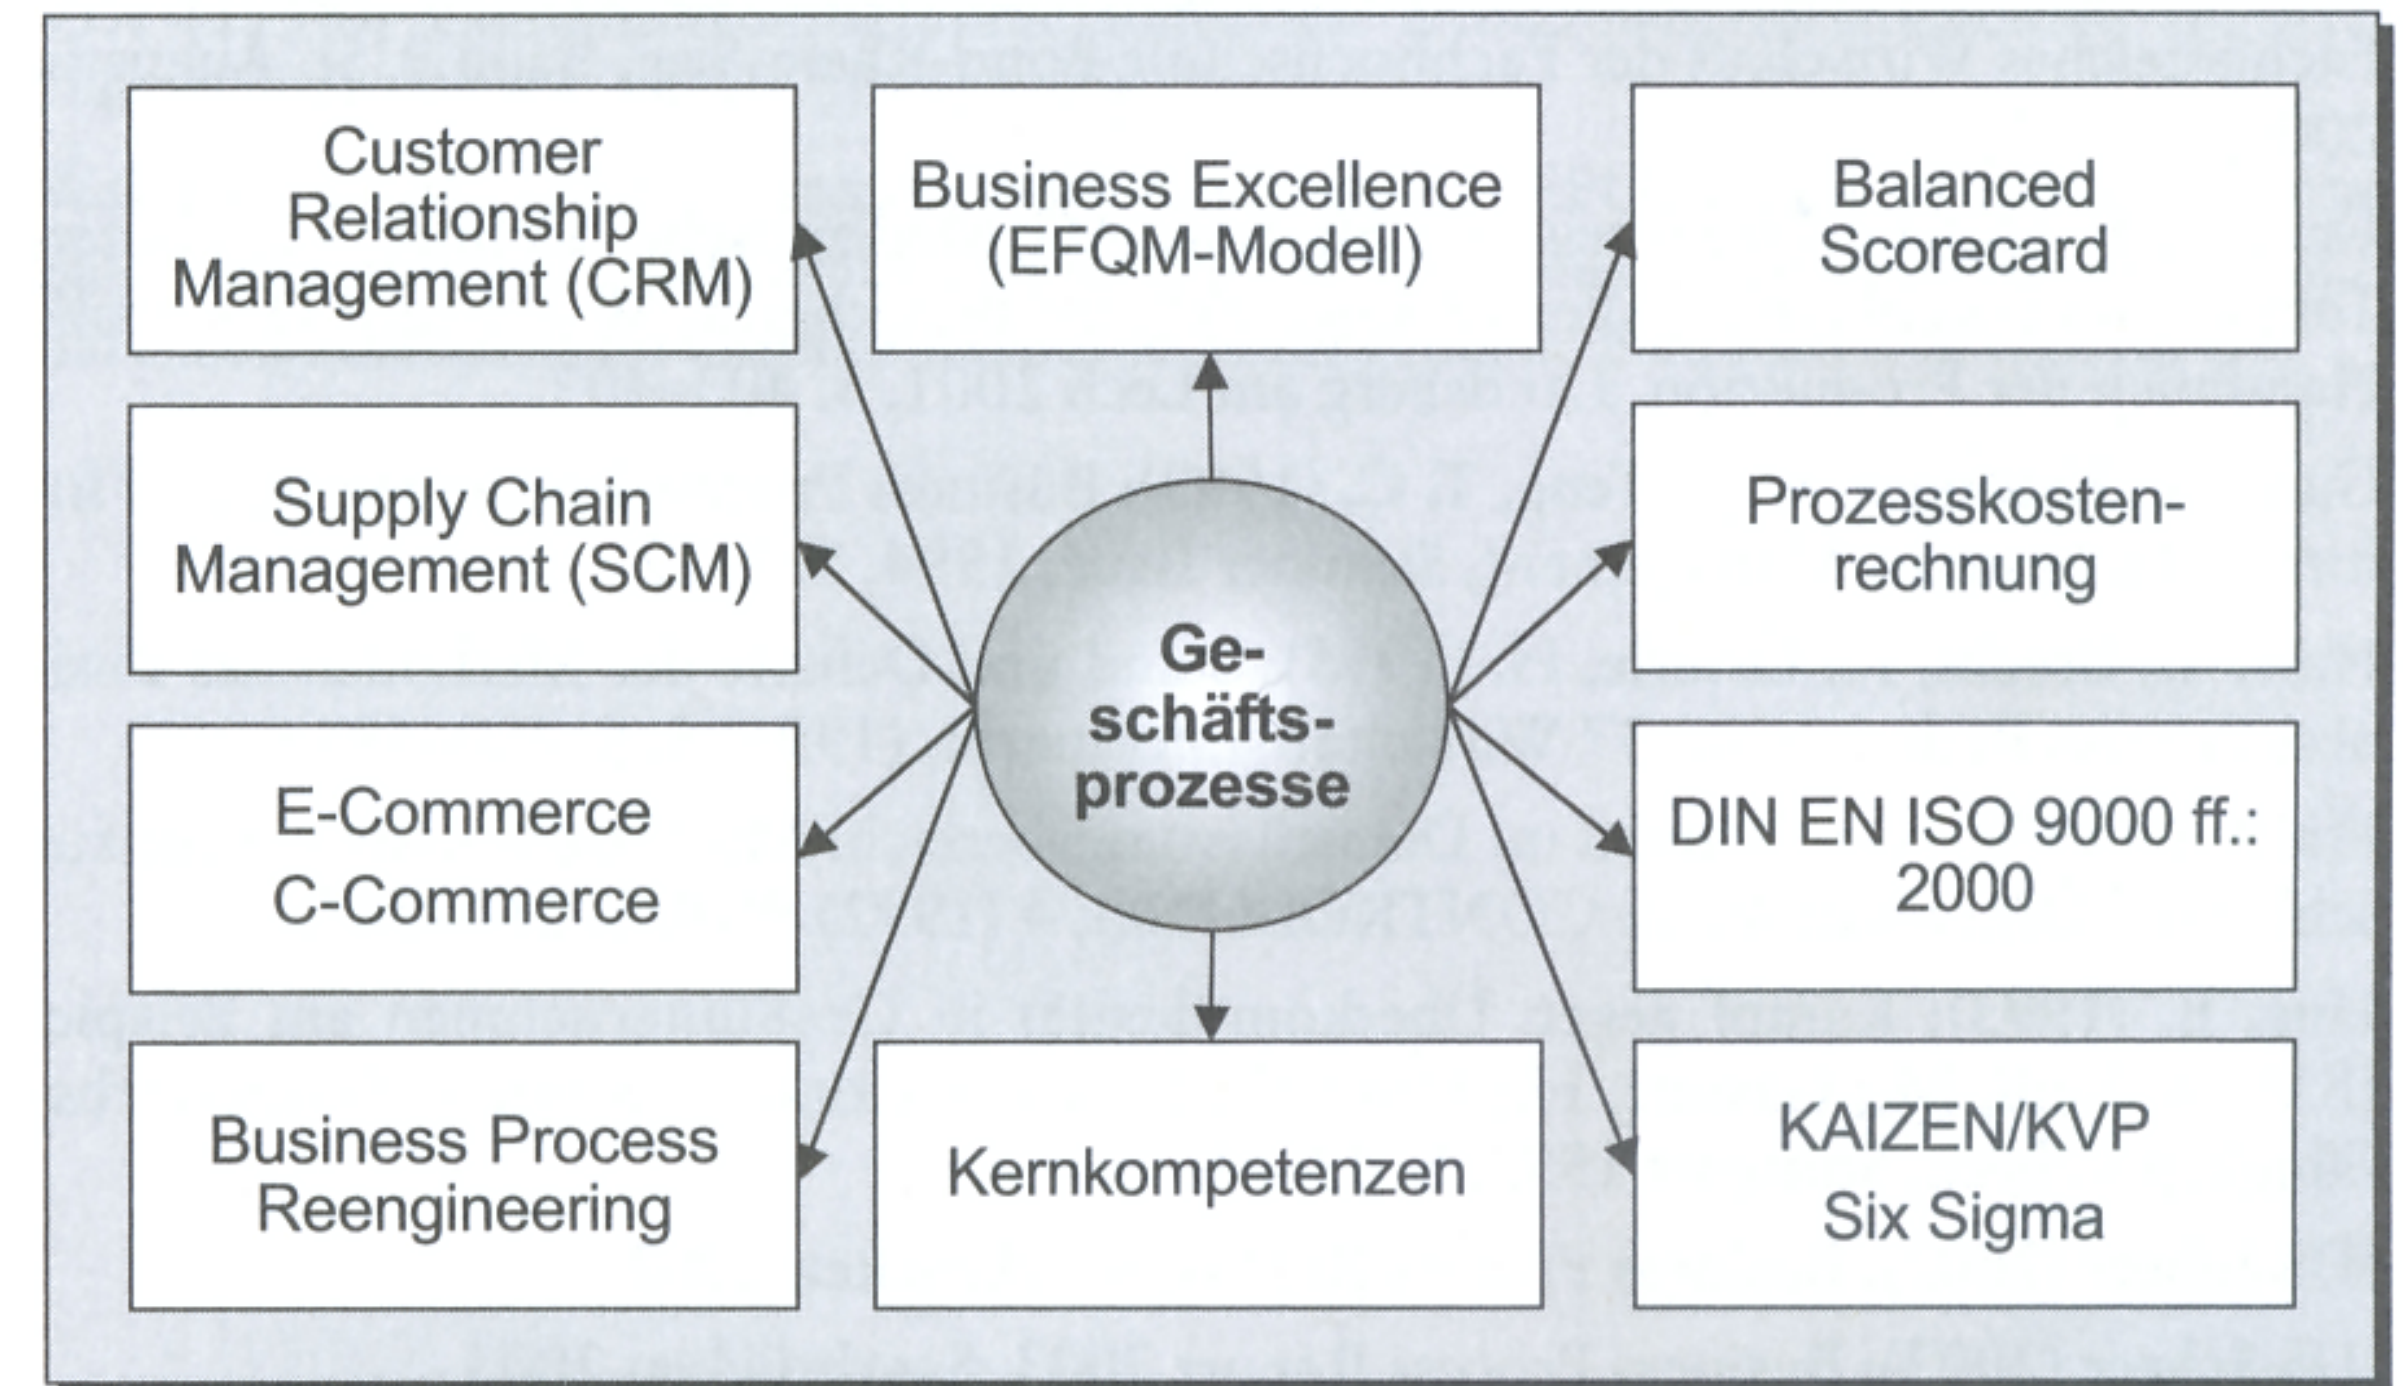 Customer
Relationship
Management (CRM)
Business Excellence
(EFQM-Modell)
Balanced
Scorecard
Supply Chain
Management (SCM)
Prozesskosten-
rechnung
Ge-
schäfts-
prozesse
E-Commerce
C-Commerce
DIN EN ISO 9000 ff.:
2000
Business Process
Reengineering
Kernkompetenzen
KAIZEN/KVP
Six Sigma